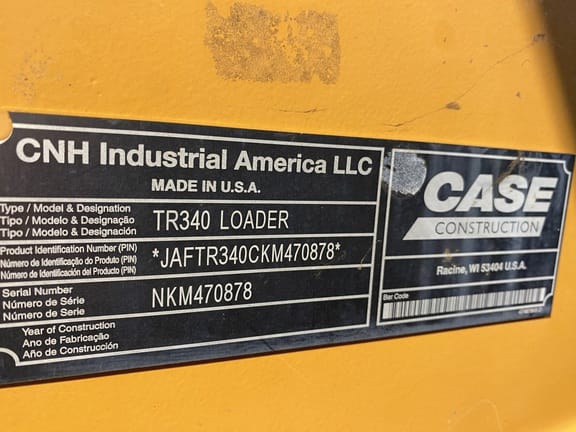 CNH Industrial America LLC
MADE IN U.S.A.
Type / Model & Designation
Tipo / Modelo & Designação
Tipo / Modelo & Designación
TR340 LOADER
Product Identification Number (PIN)
Número de Identificação do Produto (PIN)
Número de Identificación del Producto (PIN)
*JAFTR340CKM470878*
Serial Number
Número de Série
Número de Serie
NKM470878
Year of Construction
Ano de Fabricação
Año de Construcción
CASE
CONSTRUCTION
Racine, WI 53404 U.S.A.
Bar Code